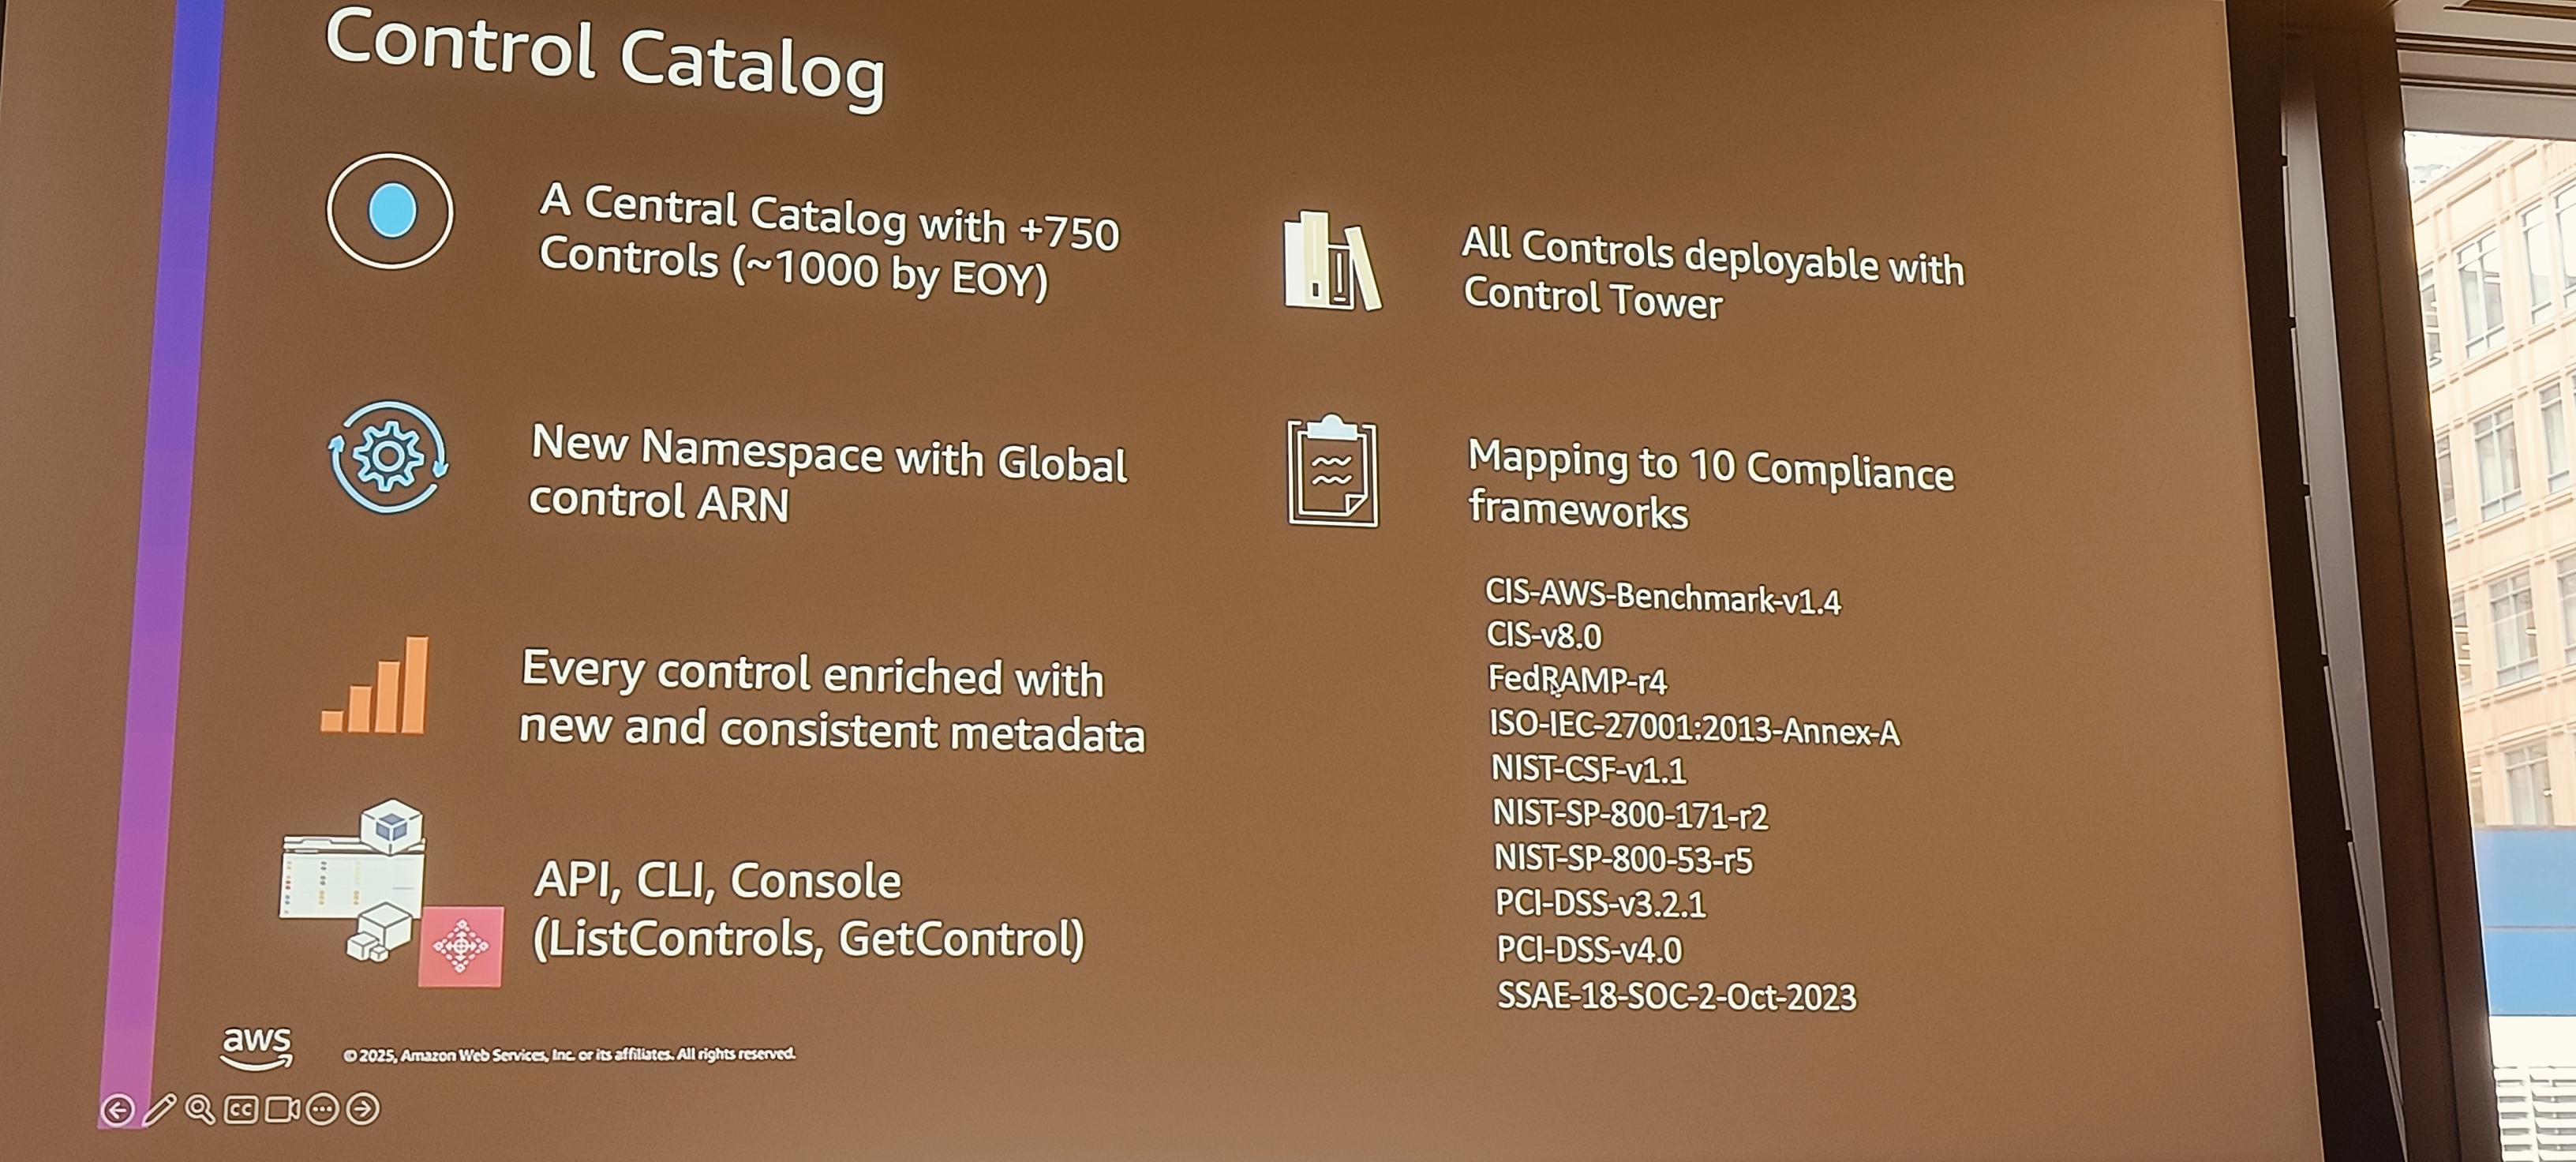 Control Catalog
A Central Catalog with +750
Controls (~1000 by EOY)
New Namespace with Global
control ARN
Every control enriched with
new and consistent metadata
API, CLI, Console
(ListControls, GetControl)
All Controls deployable with
Control Tower
Mapping to 10 Compliance
frameworks
CIS-AWS-Benchmark-v1.4
CIS-v8.0
FedRAMP-r4
ISO-IEC-27001:2013-Annex-A
NIST-CSF-v1.1
NIST-SP-800-171-r2
NIST-SP-800-53-r5
PCI-DSS-v3.2.1
PCI-DSS-v4.0
SSAE-18-SOC-2-Oct-2023
aws
© 2025, Amazon Web Services, Inc. or its affiliates. All rights reserved.
CC